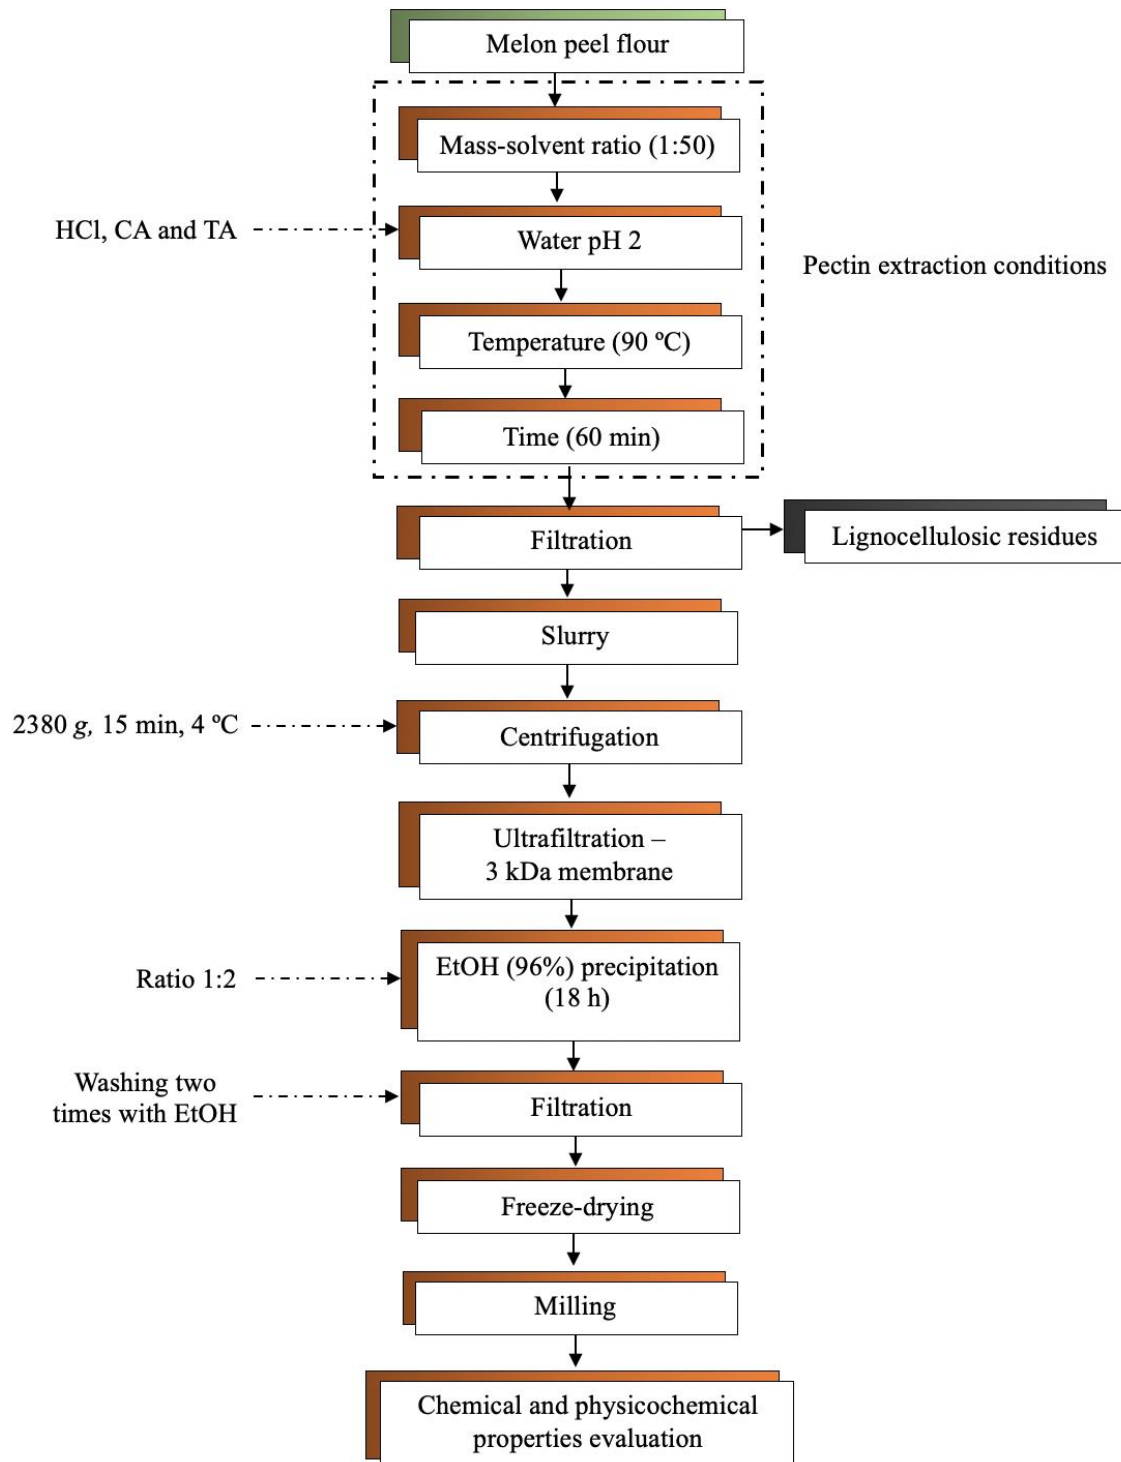 Melon peel flour
Mass-solvent ratio (1:50)
HCl, CA and TA
Water pH 2
Pectin extraction conditions
Temperature (90 ºC)
Time (60 min)
Filtration
Lignocellulosic residues
Slurry
2380 g, 15 min, 4 ºC
Centrifugation
Ultrafiltration –
3 kDa membrane
Ratio 1:2
EtOH (96%) precipitation
(18 h)
Washing two
times with EtOH
Filtration
Freeze-drying
Milling
Chemical and physicochemical
properties evaluation